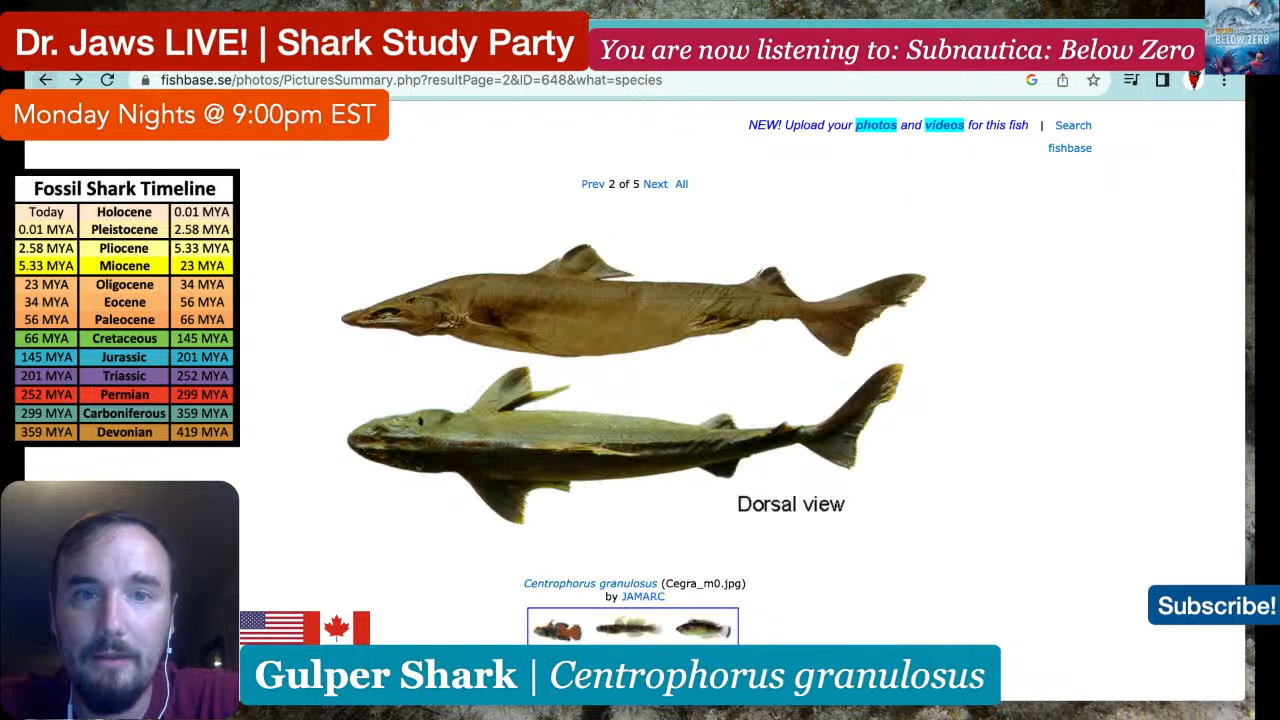 Dr. Jaws LIVE! | Shark Study Party
You are now listening to: Subnautica: Below Zero
BELOW ZERO
fishbase.se/photos/PicturesSummary.php?resultPage=2&ID=648&what=species
Monday Nights @ 9:00pm EST
NEW! Upload your photos and videos for this fish | Search
fishbase
Prev 2 of 5 Next All
Fossil Shark Timeline
Today Holocene 0.01 MYA
0.01 MYA Pleistocene 2.58 MYA
2.58 MYA Pliocene 5.33 MYA
5.33 MYA Miocene 23 MYA
23 MYA Oligocene 34 MYA
34 MYA Eocene 56 MYA
56 MYA Paleocene 66 MYA
66 MYA Cretaceous 145 MYA
145 MYA Jurassic 201 MYA
201 MYA Triassic 252 MYA
252 MYA Permian 299 MYA
299 MYA Carboniferous 359 MYA
359 MYA Devonian 419 MYA
Dorsal view
Centrophorus granulosus (Cegra_m0.jpg)
by JAMARC
Subscribe!
Gulper Shark | Centrophorus granulosus